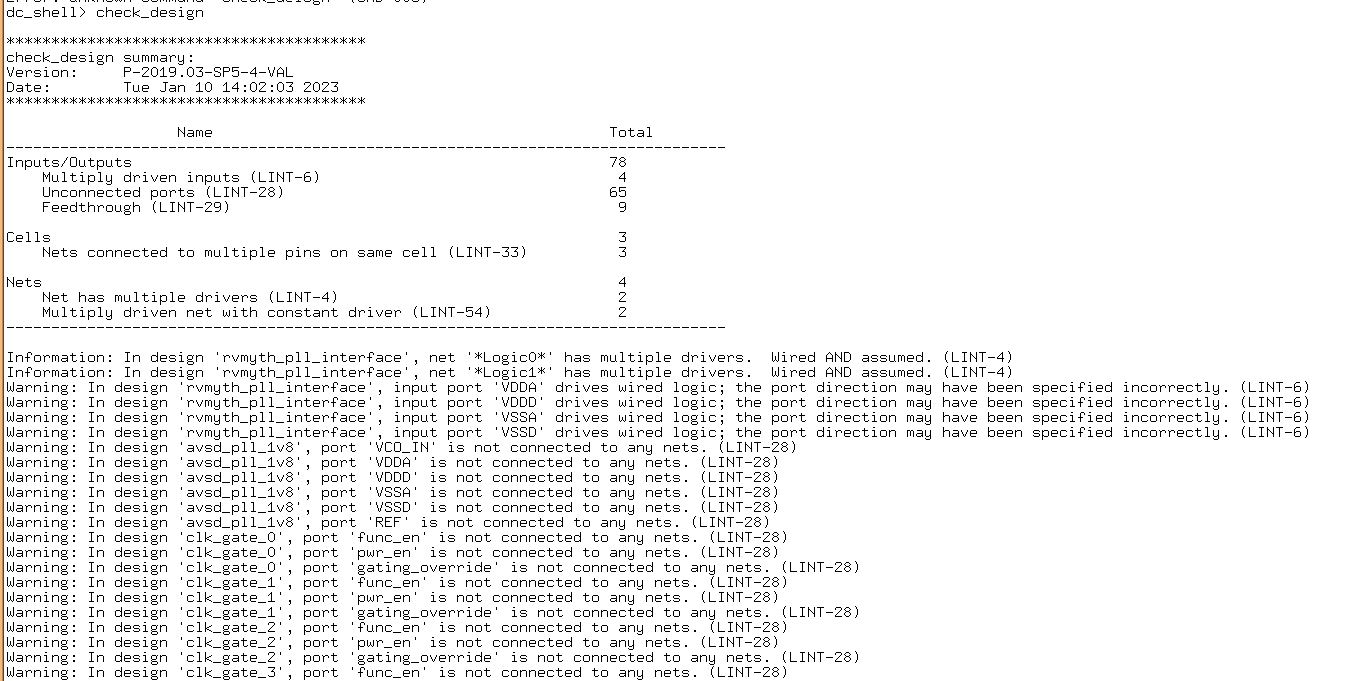 dc_shell> check_design
****************************************
check_design summary:
Version:     P-2019.03-SP5-4-VAL
Date:        Tue Jan 10 14:02:03 2023
****************************************
Name Total
--------------------------------------------------------------------------------
Inputs/Outputs 78
Multiply driven inputs (LINT-6) 4
Unconnected ports (LINT-28) 65
Feedthrough (LINT-29) 9
Cells 3
Nets connected to multiple pins on same cell (LINT-33) 3
Nets 4
Net has multiple drivers (LINT-4) 2
Multiply driven net with constant driver (LINT-54) 2
--------------------------------------------------------------------------------
Information: In design 'rvmyth_pll_interface', net '*Logic0*' has multiple drivers.  Wired AND assumed. (LINT-4)
Information: In design 'rvmyth_pll_interface', net '*Logic1*' has multiple drivers.  Wired AND assumed. (LINT-4)
Warning: In design 'rvmyth_pll_interface', input port 'VDDA' drives wired logic; the port direction may have been specified incorrectly. (LINT-6)
Warning: In design 'rvmyth_pll_interface', input port 'VDDD' drives wired logic; the port direction may have been specified incorrectly. (LINT-6)
Warning: In design 'rvmyth_pll_interface', input port 'VSSA' drives wired logic; the port direction may have been specified incorrectly. (LINT-6)
Warning: In design 'rvmyth_pll_interface', input port 'VSSD' drives wired logic; the port direction may have been specified incorrectly. (LINT-6)
Warning: In design 'avsd_pll_1v8', port 'VCO_IN' is not connected to any nets. (LINT-28)
Warning: In design 'avsd_pll_1v8', port 'VDDA' is not connected to any nets. (LINT-28)
Warning: In design 'avsd_pll_1v8', port 'VDDD' is not connected to any nets. (LINT-28)
Warning: In design 'avsd_pll_1v8', port 'VSSA' is not connected to any nets. (LINT-28)
Warning: In design 'avsd_pll_1v8', port 'VSSD' is not connected to any nets. (LINT-28)
Warning: In design 'avsd_pll_1v8', port 'REF' is not connected to any nets. (LINT-28)
Warning: In design 'clk_gate_0', port 'func_en' is not connected to any nets. (LINT-28)
Warning: In design 'clk_gate_0', port 'pwr_en' is not connected to any nets. (LINT-28)
Warning: In design 'clk_gate_0', port 'gating_override' is not connected to any nets. (LINT-28)
Warning: In design 'clk_gate_1', port 'func_en' is not connected to any nets. (LINT-28)
Warning: In design 'clk_gate_1', port 'pwr_en' is not connected to any nets. (LINT-28)
Warning: In design 'clk_gate_1', port 'gating_override' is not connected to any nets. (LINT-28)
Warning: In design 'clk_gate_2', port 'func_en' is not connected to any nets. (LINT-28)
Warning: In design 'clk_gate_2', port 'pwr_en' is not connected to any nets. (LINT-28)
Warning: In design 'clk_gate_2', port 'gating_override' is not connected to any nets. (LINT-28)
Warning: In design 'clk_gate_3', port 'func_en' is not connected to any nets. (LINT-28)